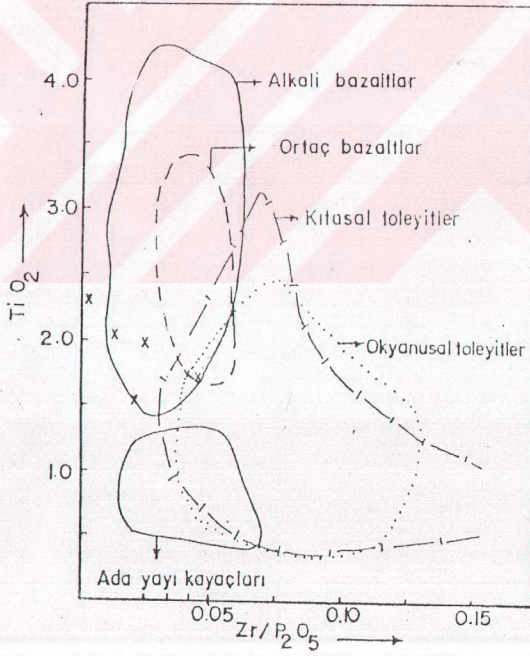 4.0
Alkali bazaltlar
Ortaç bazaltlar
3.0
Kıtasal toleyitler
TiO2
2.0
Okyanusal toleyitler
1.0
Ada yayı kayaçları
0.05
0.10
0.15
Zr/P2O5